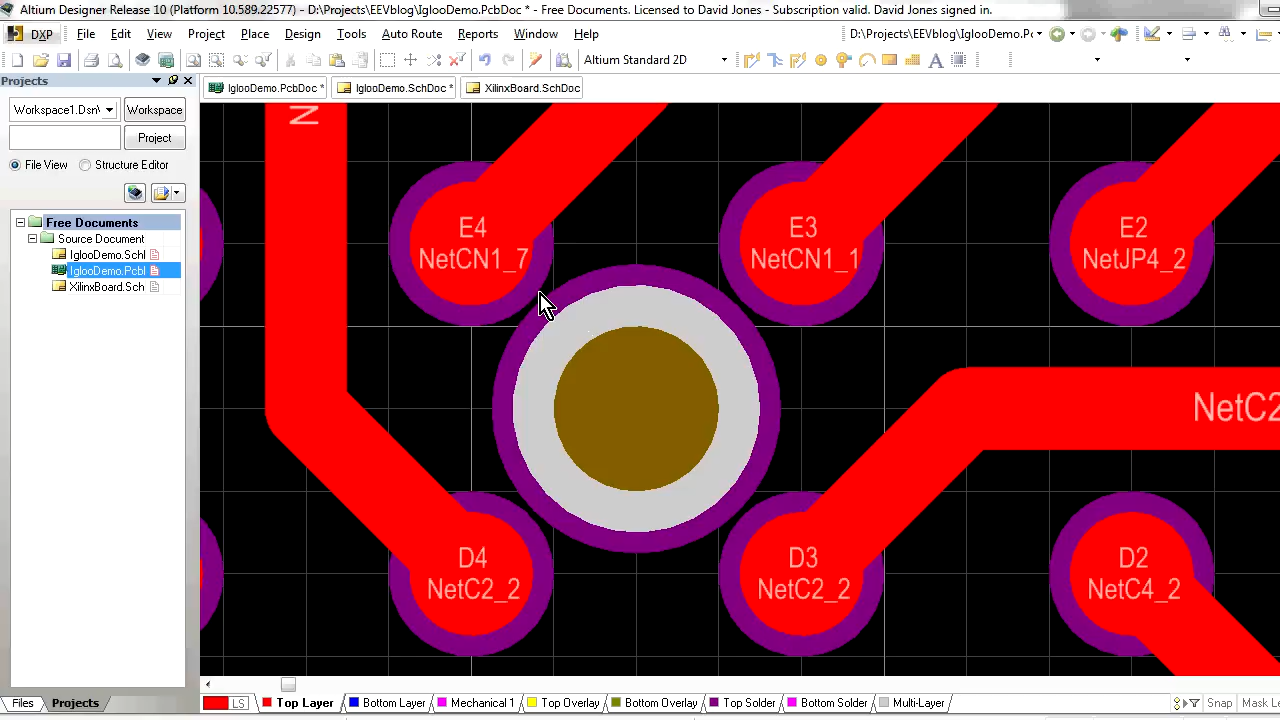 Altium Designer Release 10 (Platform 10.589.22577) - D:\Projects\EEVblog\IglooDemo.PcbDoc * - Free Documents. Licensed to David Jones - Subscription valid. David Jones signed in.
DXP File Edit View Project Place Design Tools Auto Route Reports Window Help D:\Projects\EEVblog\IglooDemo.Pc
Altium Standard 2D
Projects
IglooDemo.PcbDoc * IglooDemo.SchDoc * XilinxBoard.SchDoc
Workspace1.Dsn Workspace
Project
File View Structure Editor
Free Documents
Source Document
IglooDemo.Schl
IglooDemo.Pcbl
XilinxBoard.Sch
N
E4
NetCN1_7
E3
NetCN1_1
E2
NetJP4_2
NetC2
D4
NetC2_2
D3
NetC2_2
D2
NetC4_2
Files Projects
LS Top Layer Bottom Layer Mechanical 1 Top Overlay Bottom Overlay Top Solder Bottom Solder Multi-Layer Snap Mask L